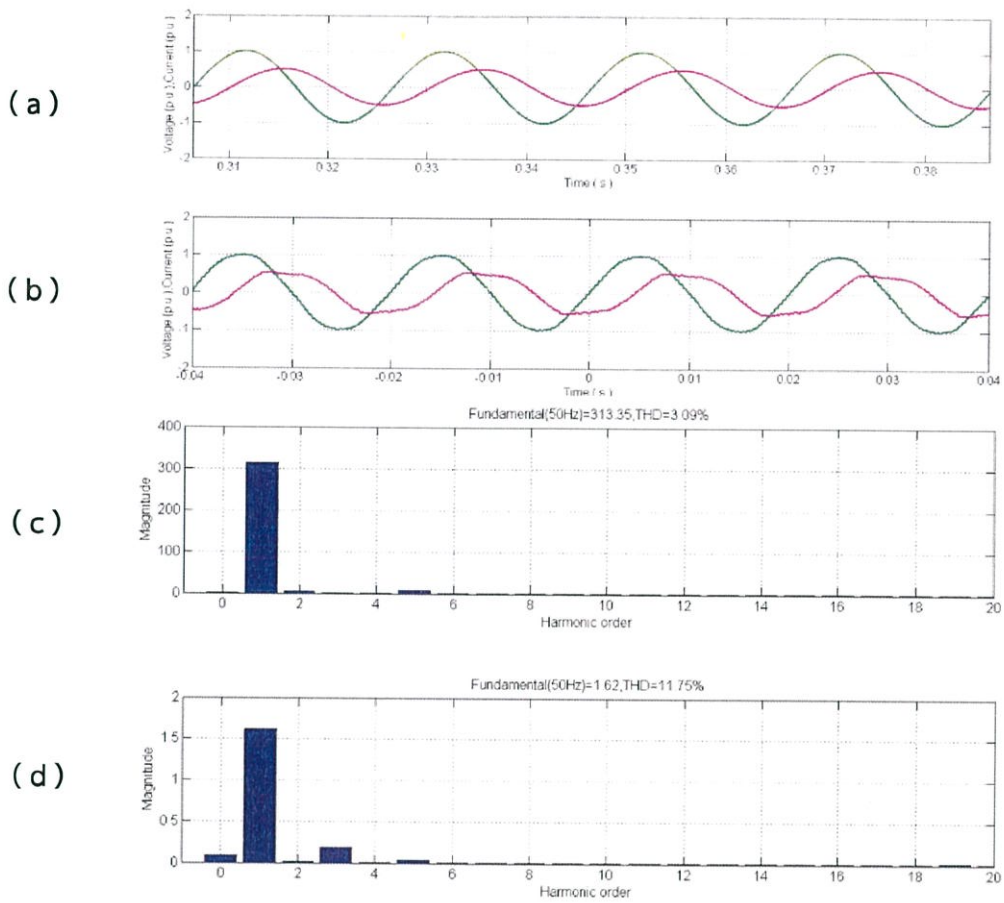 (a)
Voltage (p.u.),Current (p.u.)
2
1
0
-1
-2
0.31 0.32 0.33 0.34 0.35 0.36 0.37 0.38
Time ( s )
(b)
Voltage (p.u.),Current (p.u.)
2
1
0
-1
-2
-0.04 -0.03 -0.02 -0.01 0 0.01 0.02 0.03 0.04
Time ( s )
(c)
Fundamental(50Hz)=313.35,THD=3.09%
Magnitude
400
300
200
100
0
0 2 4 6 8 10 12 14 16 18 20
Harmonic order
(d)
Fundamental(50Hz)=1.62,THD=11.75%
Magnitude
2
1.5
1
0.5
0
0 2 4 6 8 10 12 14 16 18 20
Harmonic order